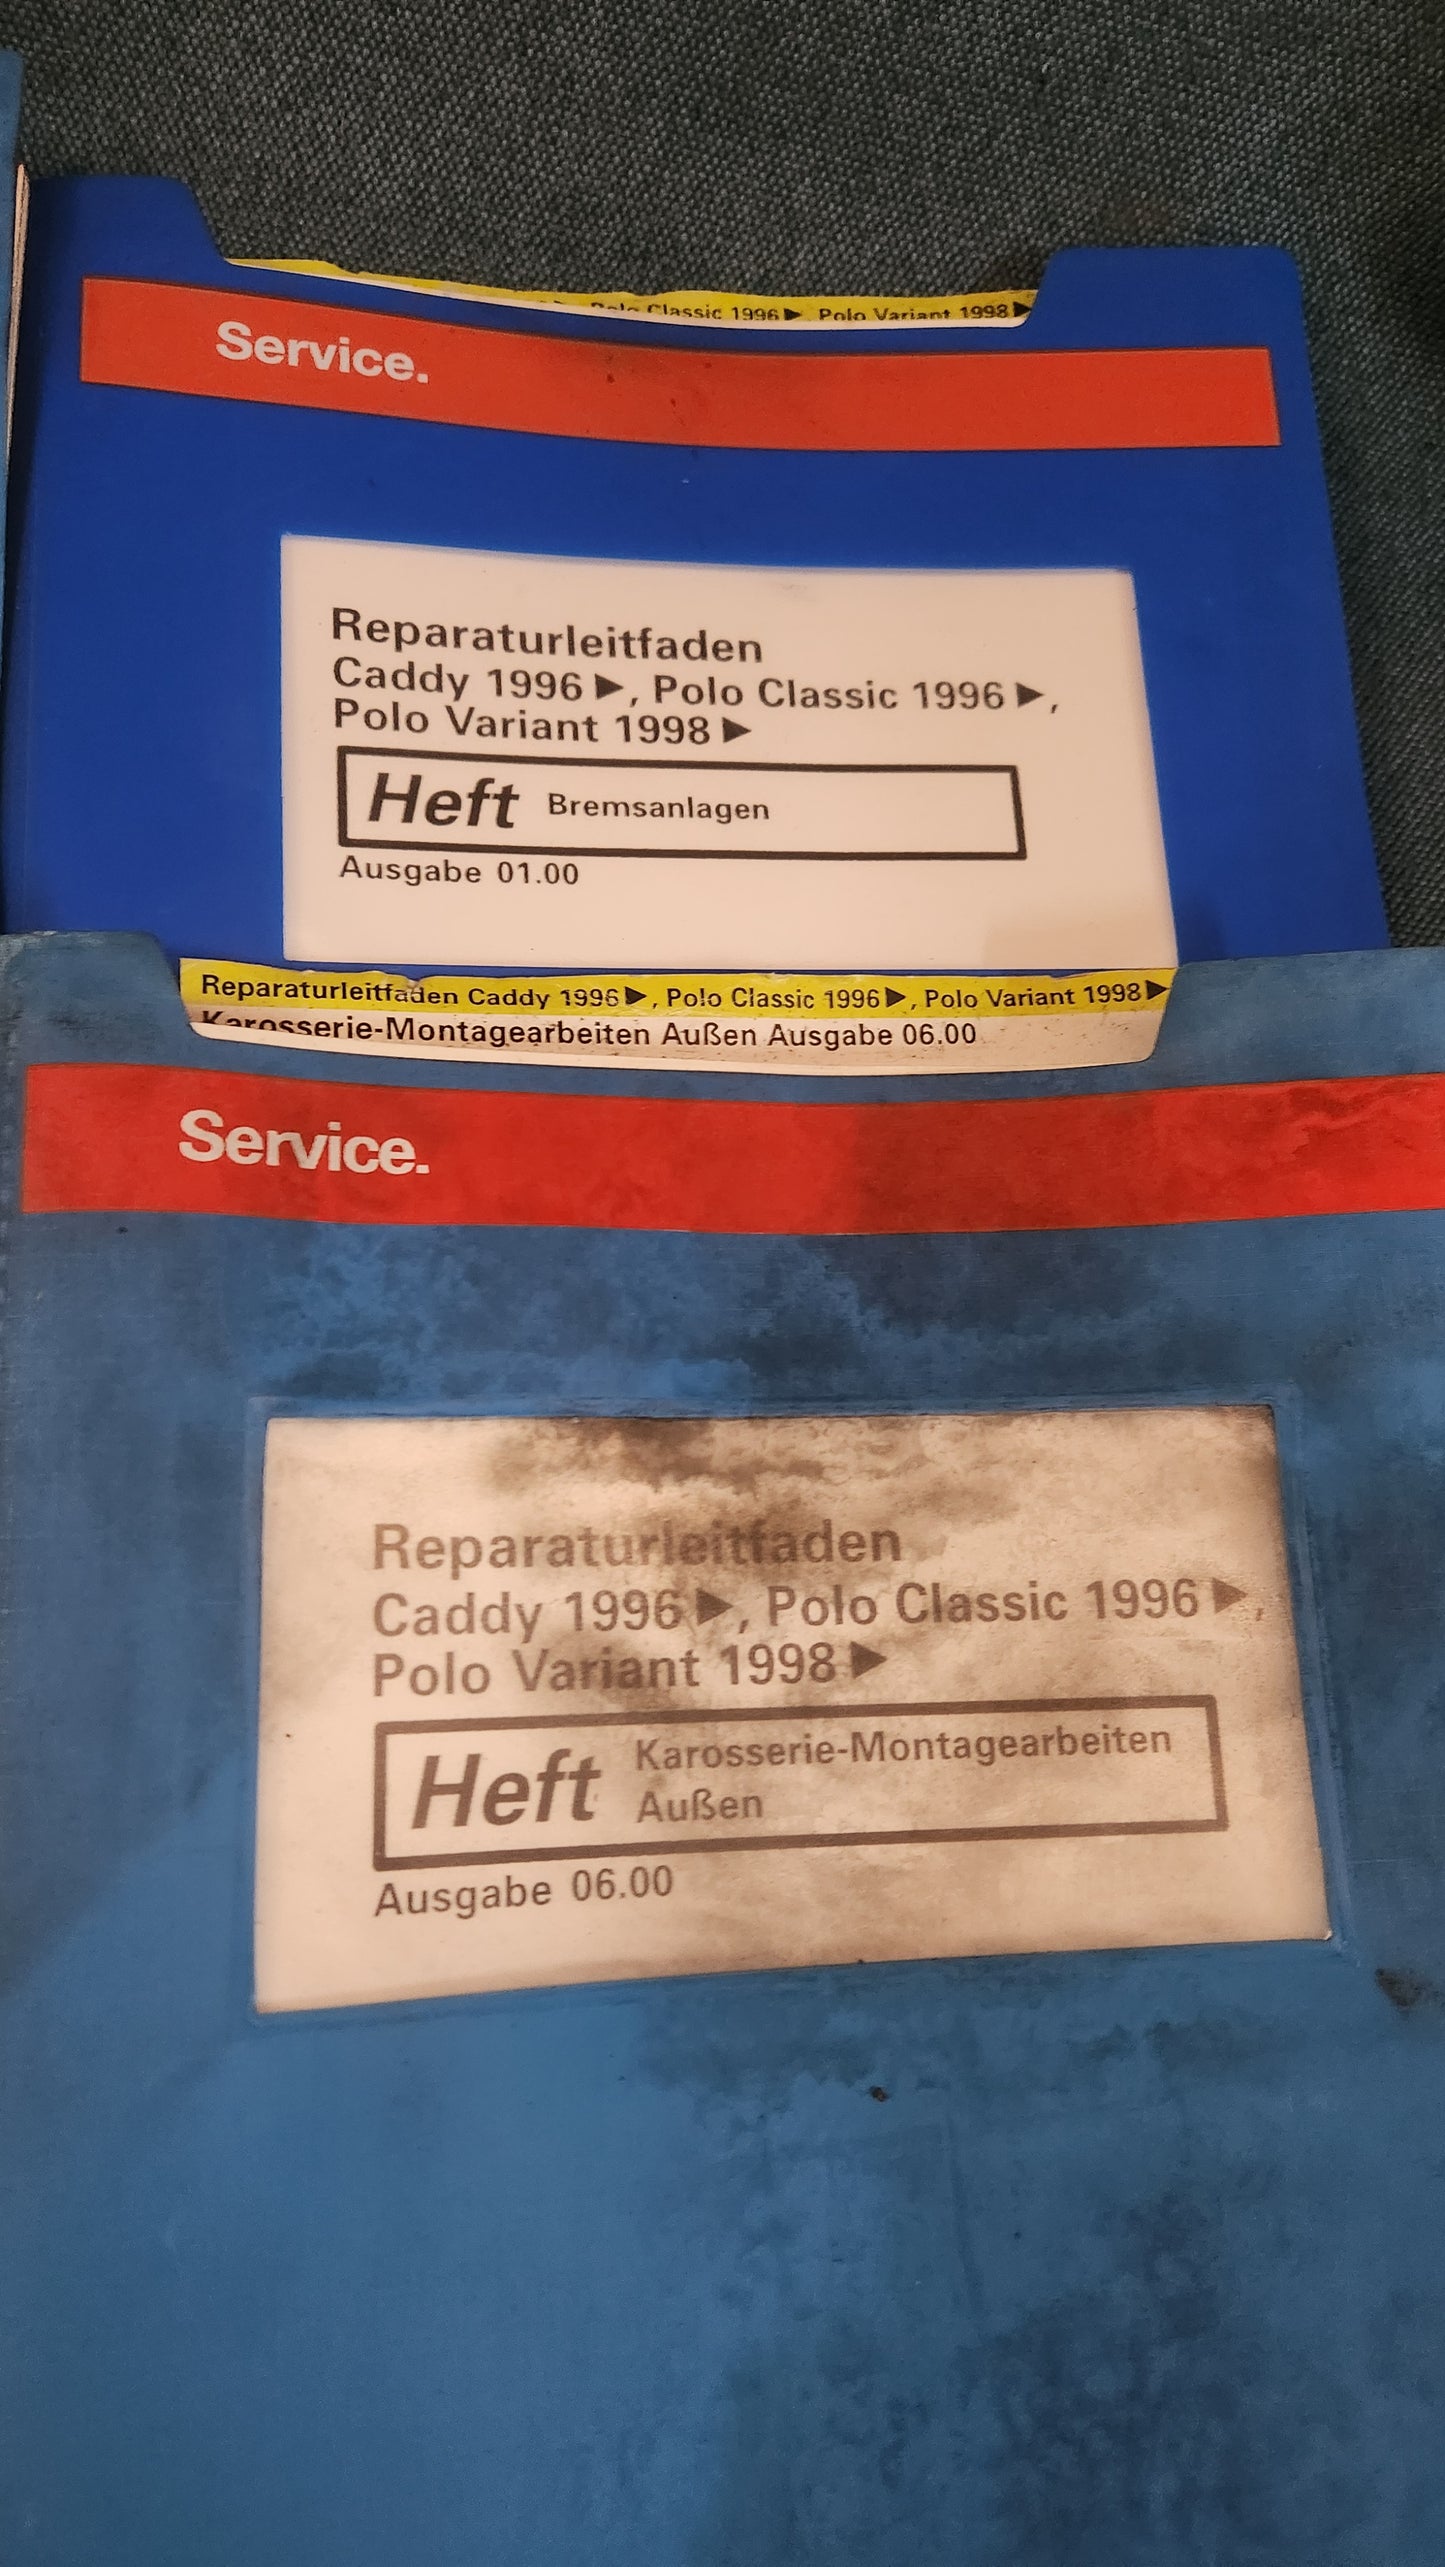 Classic 1996 ▶ Polo Variant 1998 ▶
Service.
Reparaturleitfaden
Caddy 1996 ▶, Polo Classic 1996 ▶,
Polo Variant 1998 ▶
Heft Bremsanlagen
Ausgabe 01.00
Reparaturleitfaden Caddy 1996 ▶, Polo Classic 1996 ▶, Polo Variant 1998 ▶
Karosserie-Montagearbeiten Außen Ausgabe 06.00
Service.
Reparaturleitfaden
Caddy 1996 ▶, Polo Classic 1996 ▶,
Polo Variant 1998 ▶
Heft Karosserie-Montagearbeiten
Außen
Ausgabe 06.00